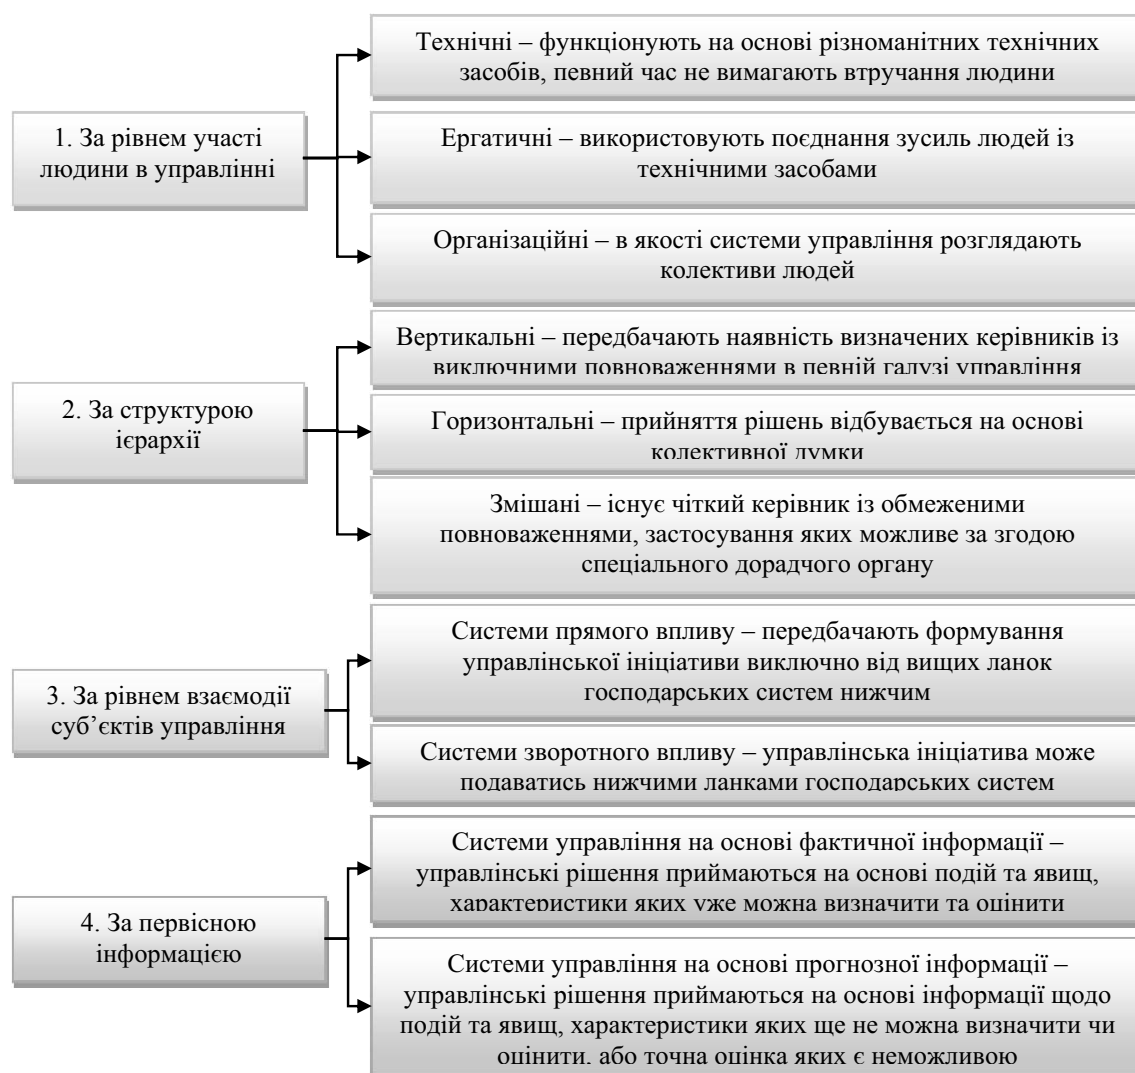 1. За рівнем участі
людини в управлінні
Технічні – функціонують на основі різноманітних технічних
засобів, певний час не вимагають втручання людини
Ергатичні – використовують поєднання зусиль людей із
технічними засобами
Організаційні – в якості системи управління розглядають
колективи людей
2. За структурою
ієрархії
Вертикальні – передбачають наявність визначених керівників із
виключними повноваженнями в певній галузі управління
Горизонтальні – прийняття рішень відбувається на основі
колективної думки
Змішані – існує чіткий керівник із обмеженими
повноваженнями, застосування яких можливе за згодою
спеціального дорадчого органу
3. За рівнем взаємодії
суб’єктів управління
Системи прямого впливу – передбачають формування
управлінської ініціативи виключно від вищих ланок
господарських систем нижчим
Системи зворотного впливу – управлінська ініціатива може
подаватись нижчими ланками господарських систем
4. За первісною
інформацією
Системи управління на основі фактичної інформації –
управлінські рішення приймаються на основі подій та явищ,
характеристики яких уже можна визначити та оцінити
Системи управління на основі прогнозної інформації –
управлінські рішення приймаються на основі інформації щодо
подій та явищ, характеристики яких ще не можна визначити чи
оцінити, або точна оцінка яких є неможливою